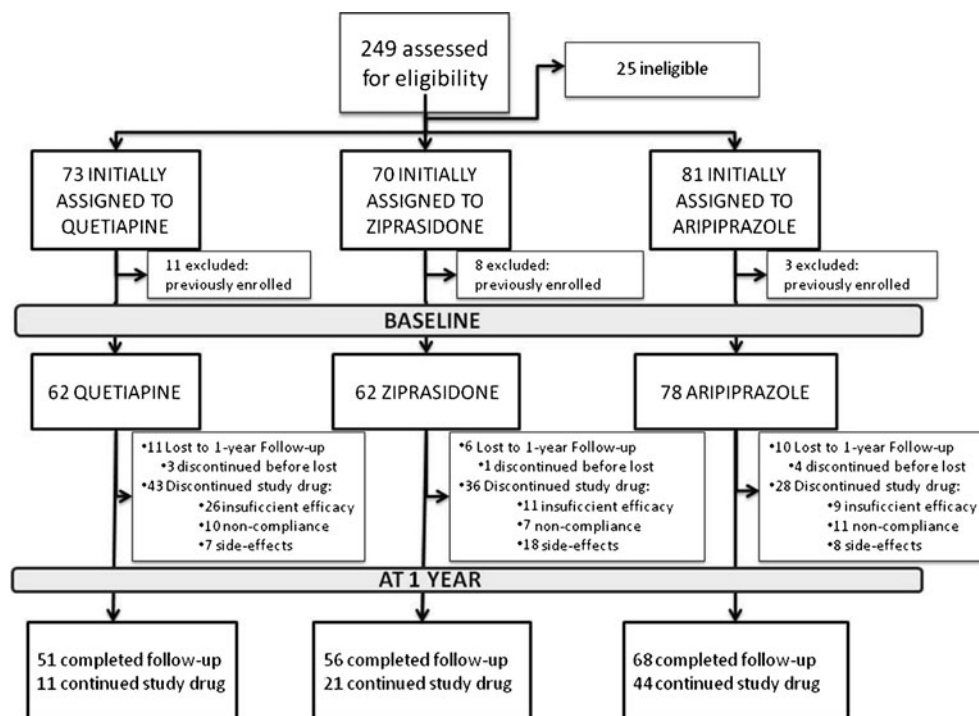 249 assessed
for eligibility
25 ineligible
73 INITIALLY
ASSIGNED TO
QUETIAPINE
70 INITIALLY
ASSIGNED TO
ZIPRASIDONE
81 INITIALLY
ASSIGNED TO
ARIPIPRAZOLE
11 excluded:
previously enrolled
8 excluded:
previously enrolled
3 excluded:
previously enrolled
BASELINE
62 QUETIAPINE
62 ZIPRASIDONE
78 ARIPIPRAZOLE
•11 Lost to 1-year Follow-up
•3 discontinued before lost
•43 Discontinued study drug:
•26 insuficcient efficacy
•10 non-compliance
•7 side-effects
•6 Lost to 1-year Follow-up
•1 discontinued before lost
•36 Discontinued study drug:
•11 insufficient efficacy
•7 non-compliance
•18 side-effects
•10 Lost to 1-year Follow-up
•4 discontinued before lost
•28 Discontinued study drug:
•9 insufficient efficacy
•11 non-compliance
•8 side-effects
AT 1 YEAR
51 completed follow-up
11 continued study drug
56 completed follow-up
21 continued study drug
68 completed follow-up
44 continued study drug